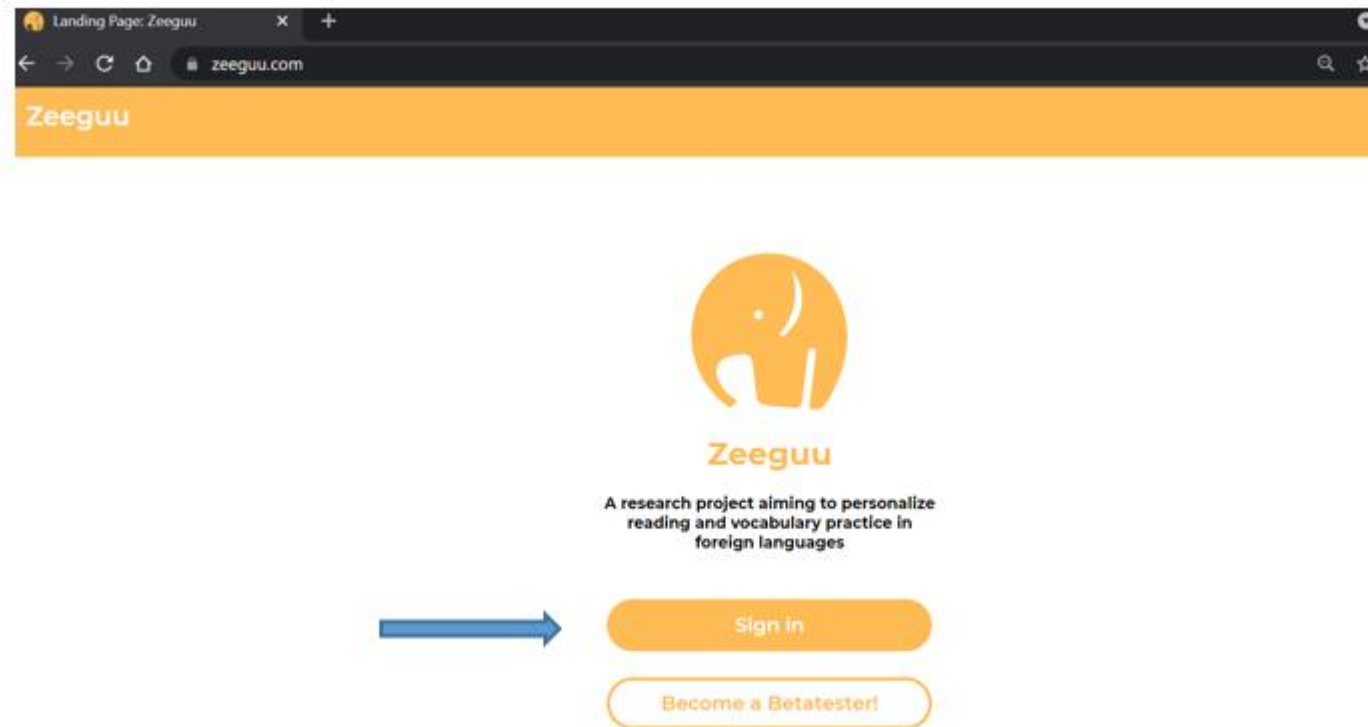 Landing Page: Zeeguu
zeeguu.com
Zeeguu
Zeeguu
A research project aiming to personalize
reading and vocabulary practice in
foreign languages
Sign in
Become a Betatester!